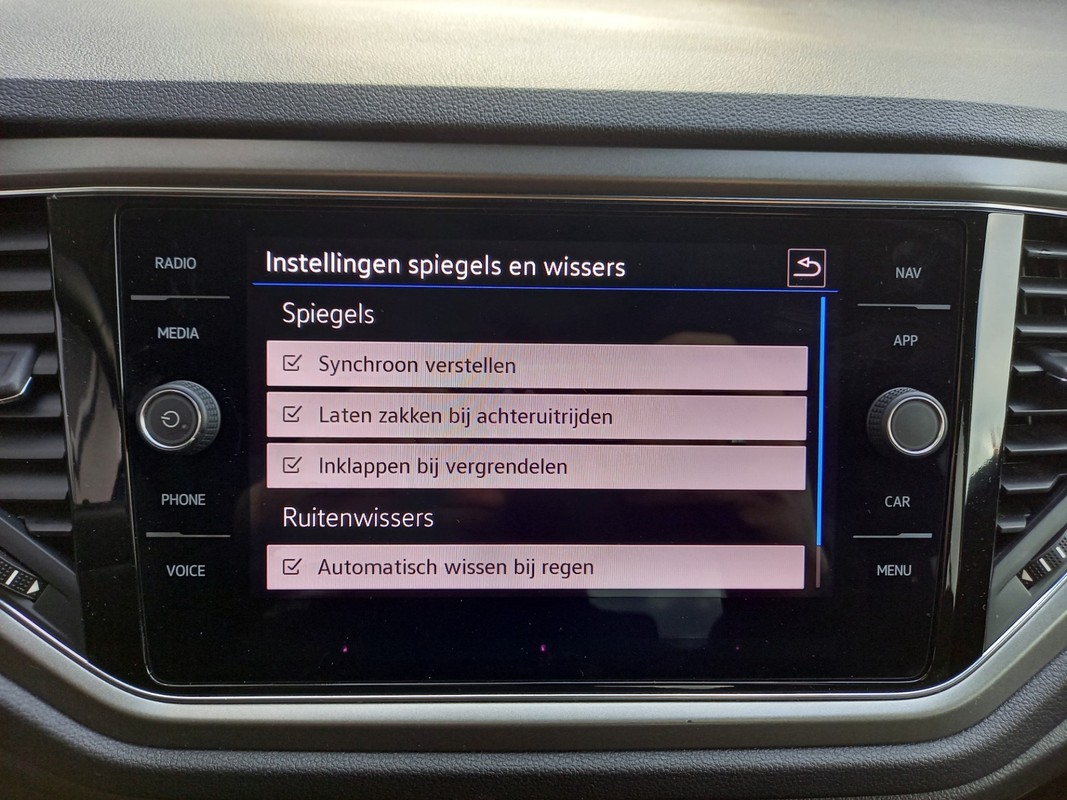 RADIO
MEDIA
PHONE
VOICE
Instellingen spiegels en wissers
Spiegels
Synchroon verstellen
Laten zakken bij achteruitrijden
Inklappen bij vergrendelen
Ruitenwissers
Automatisch wissen bij regen
NAV
APP
CAR
MENU